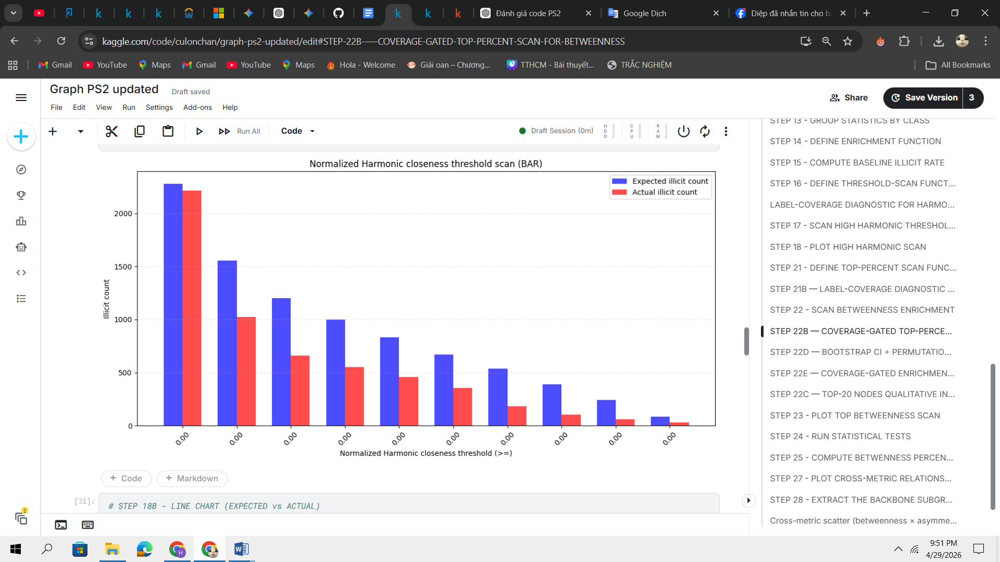 Đánh giá code PS2
Google Dịch
Diệp đã nhắn tin cho bạ
kaggle.com/code/culonchan/graph-ps2-updated/edit#STEP-22B-—-COVERAGE-GATED-TOP-PERCENT-SCAN-FOR-BETWEENNESS
Gmail
YouTube
Maps
Gmail
YouTube
Maps
Hola - Welcome
Giải oan – Chương...
TTHCM - Bài thuyết...
TRẮC NGHIỆM
All Bookmarks
Graph PS2 updated
Draft saved
Share
Save Version
3
File
Edit
View
Run
Settings
Add-ons
Help
Run All
Code
Draft Session (0m)
HDD
CPU
RAM
Normalized Harmonic closeness threshold scan (BAR)
Expected illicit count
Actual illicit count
2000
1500
1000
500
0
Illicit count
0.00
0.00
0.00
0.00
0.00
0.00
0.00
0.00
0.00
0.00
Normalized Harmonic closeness threshold (>=)
+ Code
+ Markdown
[31]:
# STEP 18B - LINE CHART (EXPECTED vs ACTUAL)
STEP 13 - GROUP STATISTICS BY CLASS
STEP 14 - DEFINE ENRICHMENT FUNCTION
STEP 15 - COMPUTE BASELINE ILLICIT RATE
STEP 16 - DEFINE THRESHOLD-SCAN FUNCT...
LABEL-COVERAGE DIAGNOSTIC FOR HARMO...
STEP 17 - SCAN HIGH HARMONIC THRESHOL...
STEP 18 - PLOT HIGH HARMONIC SCAN
STEP 21 - DEFINE TOP-PERCENT SCAN FUNC...
STEP 21B — LABEL-COVERAGE DIAGNOSTIC ...
STEP 22 - SCAN BETWEENNESS ENRICHMENT
STEP 22B — COVERAGE-GATED TOP-PERCE...
STEP 22D — BOOTSTRAP CI + PERMUTATIO...
STEP 22E — COVERAGE-GATED ENRICHMEN...
STEP 22C — TOP-20 NODES QUALITATIVE IN...
STEP 23 - PLOT TOP BETWEENNESS SCAN
STEP 24 - RUN STATISTICAL TESTS
STEP 25 - COMPUTE BETWENNESS PERCEN...
STEP 27 - PLOT CROSS-METRIC RELATIONS...
STEP 28 - EXTRACT THE BACKBONE SUBGR...
Cross-metric scatter (betweenness × asymme...
2
9:51 PM
4/29/2026